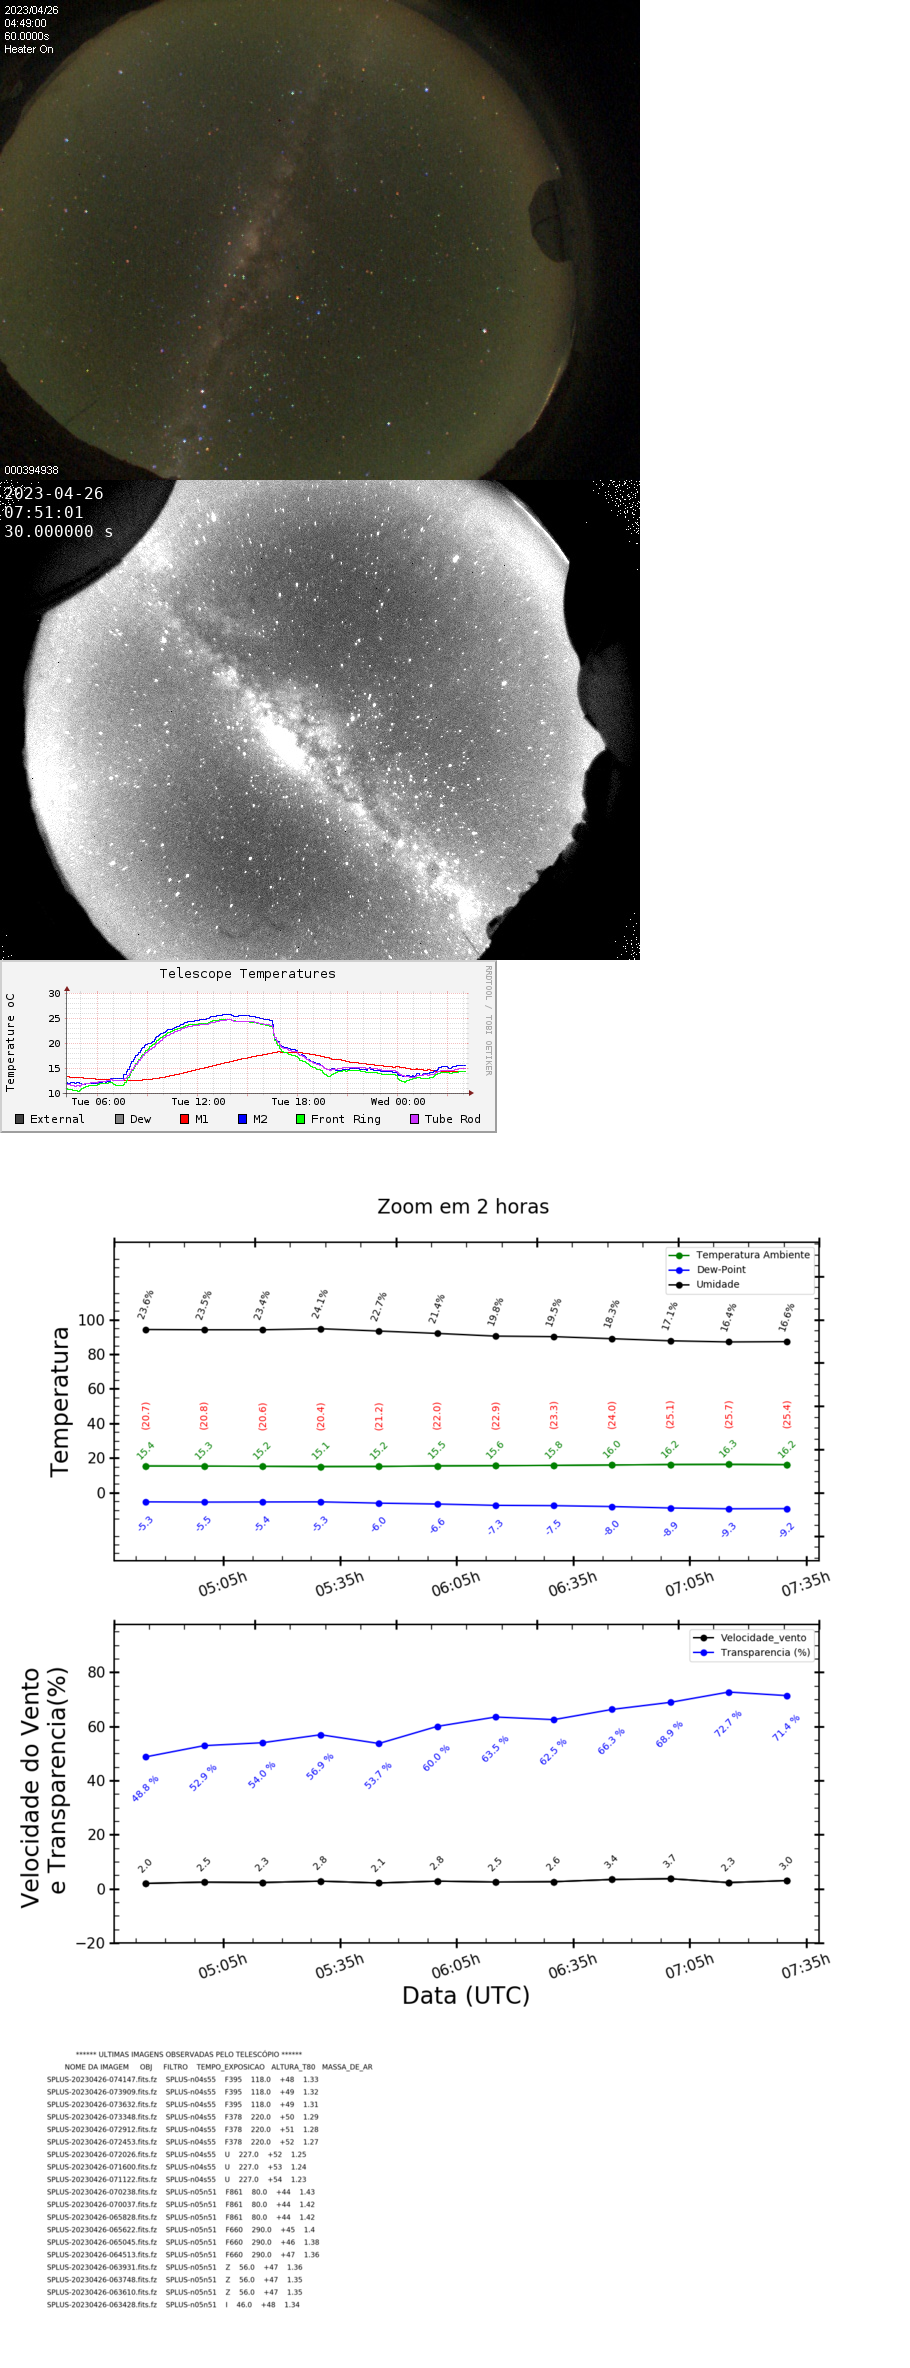 2023/04/26
04:49:00
60.0000s
Heater On
000394938
2023-04-26
07:51:01
30.000000 s
Telescope Temperatures
RRDTOOL / TOBI OETIKER
Temperature oC
30
25
20
15
10
Tue 06:00 Tue 12:00 Tue 18:00 Wed 00:00
External Dew M1 M2 Front Ring Tube Rod
Zoom em 2 horas
Temperatura Ambiente
Dew-Point
Umidade
Temperatura
100
80
60
40
20
0
23.6% 23.5% 23.4% 24.1% 22.7% 21.4% 19.8% 19.5% 18.3% 17.1% 16.4% 16.6%
(20.7) (20.8) (20.6) (20.4) (21.2) (22.0) (22.9) (23.3) (24.0) (25.1) (25.7) (25.4)
15.4 15.3 15.2 15.1 15.2 15.5 15.6 15.8 16.0 16.2 16.3 16.2
-5.3 -5.5 -5.4 -5.3 -6.0 -6.6 -7.3 -7.5 -8.0 -8.9 -9.3 -9.2
05:05h 05:35h 06:05h 06:35h 07:05h 07:35h
Velocidade_vento
Transparencia (%)
Velocidade do Vento
e Transparencia(%)
80
60
40
20
0
−20
48.8 % 52.9 % 54.0 % 56.9 % 53.7 % 60.0 % 63.5 % 62.5 % 66.3 % 68.9 % 72.7 % 71.4 %
2.0 2.5 2.3 2.8 2.1 2.8 2.5 2.6 3.4 3.7 2.3 3.0
05:05h 05:35h 06:05h 06:35h 07:05h 07:35h
Data (UTC)
****** ULTIMAS IMAGENS OBSERVADAS PELO TELESCÓPIO ******
NOME DA IMAGEM OBJ FILTRO TEMPO_EXPOSICAO ALTURA_T80 MASSA_DE_AR
SPLUS-20230426-074147.fits.fz SPLUS-n04s55 F395 118.0 +48 1.33
SPLUS-20230426-073909.fits.fz SPLUS-n04s55 F395 118.0 +49 1.32
SPLUS-20230426-073632.fits.fz SPLUS-n04s55 F395 118.0 +49 1.31
SPLUS-20230426-073348.fits.fz SPLUS-n04s55 F378 220.0 +50 1.29
SPLUS-20230426-072912.fits.fz SPLUS-n04s55 F378 220.0 +51 1.28
SPLUS-20230426-072453.fits.fz SPLUS-n04s55 F378 220.0 +52 1.27
SPLUS-20230426-072026.fits.fz SPLUS-n04s55 U 227.0 +52 1.25
SPLUS-20230426-071600.fits.fz SPLUS-n04s55 U 227.0 +53 1.24
SPLUS-20230426-071122.fits.fz SPLUS-n04s55 U 227.0 +54 1.23
SPLUS-20230426-070238.fits.fz SPLUS-n05n51 F861 80.0 +44 1.43
SPLUS-20230426-070037.fits.fz SPLUS-n05n51 F861 80.0 +44 1.42
SPLUS-20230426-065828.fits.fz SPLUS-n05n51 F861 80.0 +44 1.42
SPLUS-20230426-065622.fits.fz SPLUS-n05n51 F660 290.0 +45 1.4
SPLUS-20230426-065045.fits.fz SPLUS-n05n51 F660 290.0 +46 1.38
SPLUS-20230426-064513.fits.fz SPLUS-n05n51 F660 290.0 +47 1.36
SPLUS-20230426-063931.fits.fz SPLUS-n05n51 Z 56.0 +47 1.36
SPLUS-20230426-063748.fits.fz SPLUS-n05n51 Z 56.0 +47 1.35
SPLUS-20230426-063610.fits.fz SPLUS-n05n51 Z 56.0 +47 1.35
SPLUS-20230426-063428.fits.fz SPLUS-n05n51 I 46.0 +48 1.34